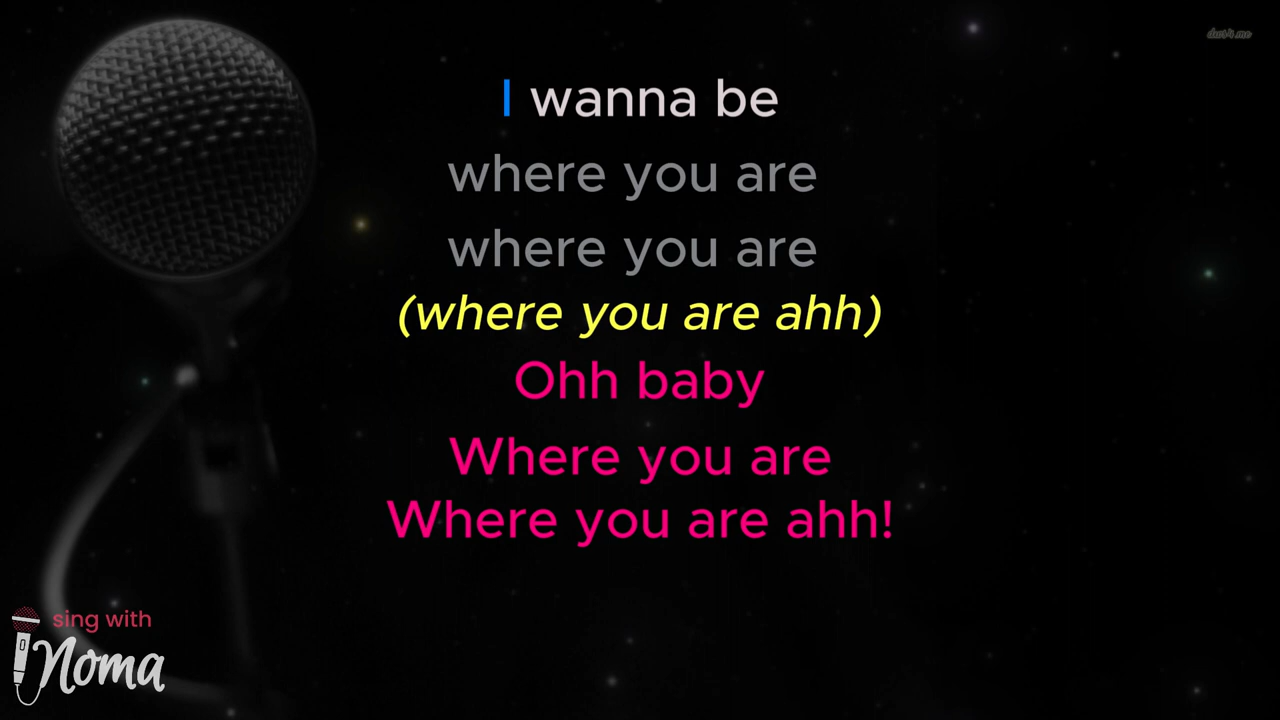 I wanna be
where you are
where you are
(where you are ahh)
Ohh baby
Where you are
Where you are ahh!
sing with
Noma